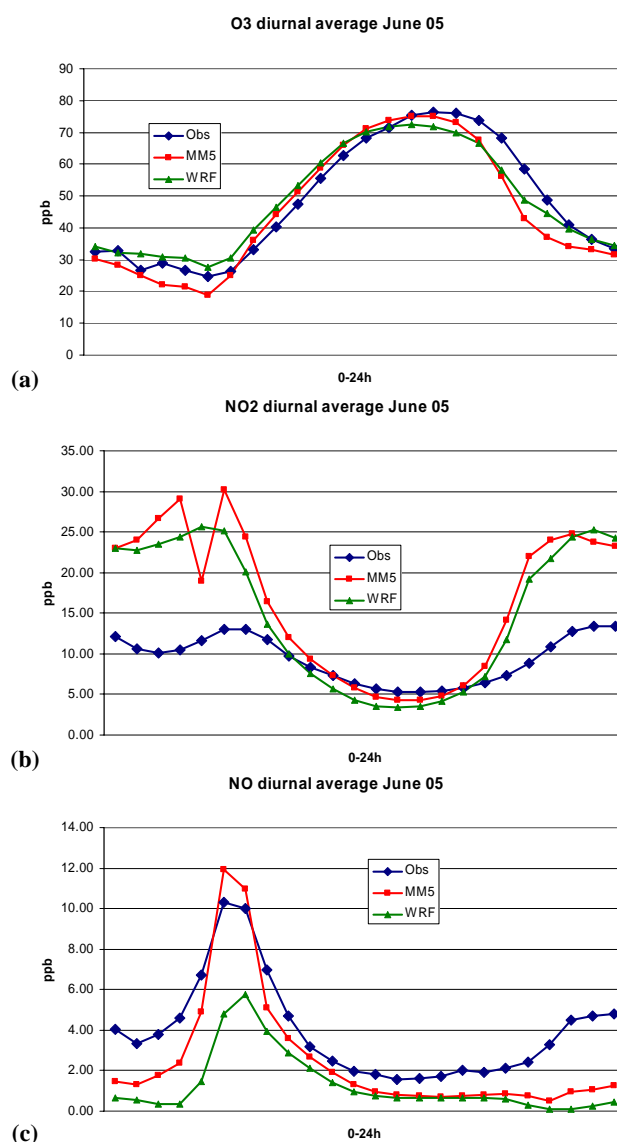 O3 diurnal average June 05
90
80
70
60
50
40
30
20
10
0
ppb
Obs
MM5
WRF
(a)
0-24h
NO2 diurnal average June 05
35.00
30.00
25.00
20.00
15.00
10.00
5.00
0.00
ppb
Obs
MM5
WRF
(b)
0-24h
NO diurnal average June 05
14.00
12.00
10.00
8.00
6.00
4.00
2.00
0.00
ppb
Obs
MM5
WRF
(c)
0-24h